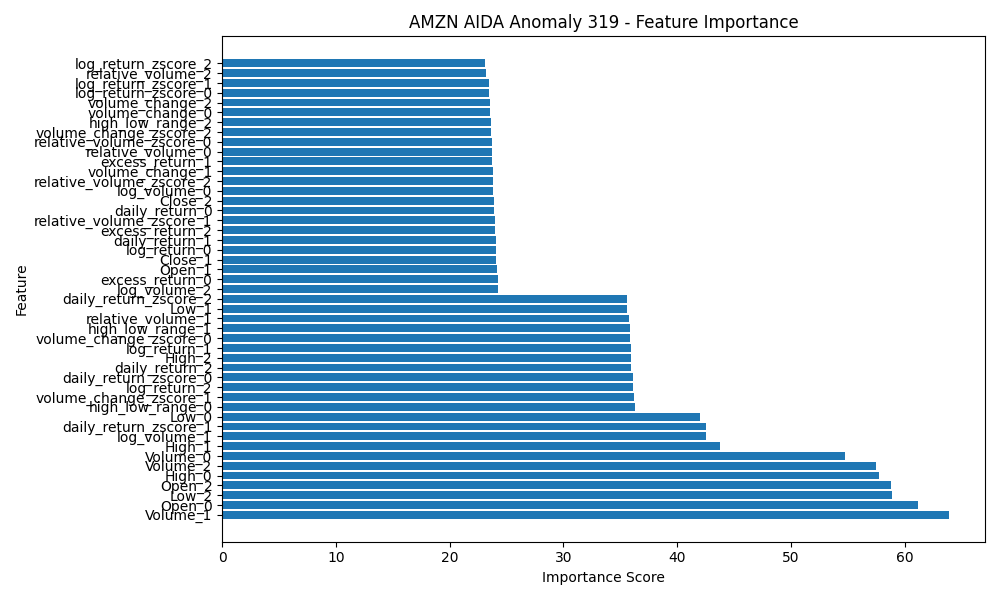 AMZN AIDA Anomaly 319 - Feature Importance
Feature
log_return_zscore_2
relative_volume_2
log_return_zscore_1
log_return_zscore_0
volume_change_2
volume_change_0
high_low_range_2
volume_change_zscore_2
relative_volume_zscore_0
relative_volume_0
excess_return_1
volume_change_1
relative_volume_zscore_2
log_volume_0
Close_2
daily_return_0
relative_volume_zscore_1
excess_return_2
daily_return_1
log_return_0
Close_1
Open_1
excess_return_0
log_volume_2
daily_return_zscore_2
Low_1
relative_volume_1
high_low_range_1
volume_change_zscore_0
log_return_1
High_2
daily_return_2
daily_return_zscore_0
log_return_2
volume_change_zscore_1
high_low_range_0
Low_0
daily_return_zscore_1
log_volume_1
High_1
Volume_0
Volume_2
High_0
Open_2
Low_2
Open_0
Volume_1
0 10 20 30 40 50 60
Importance Score